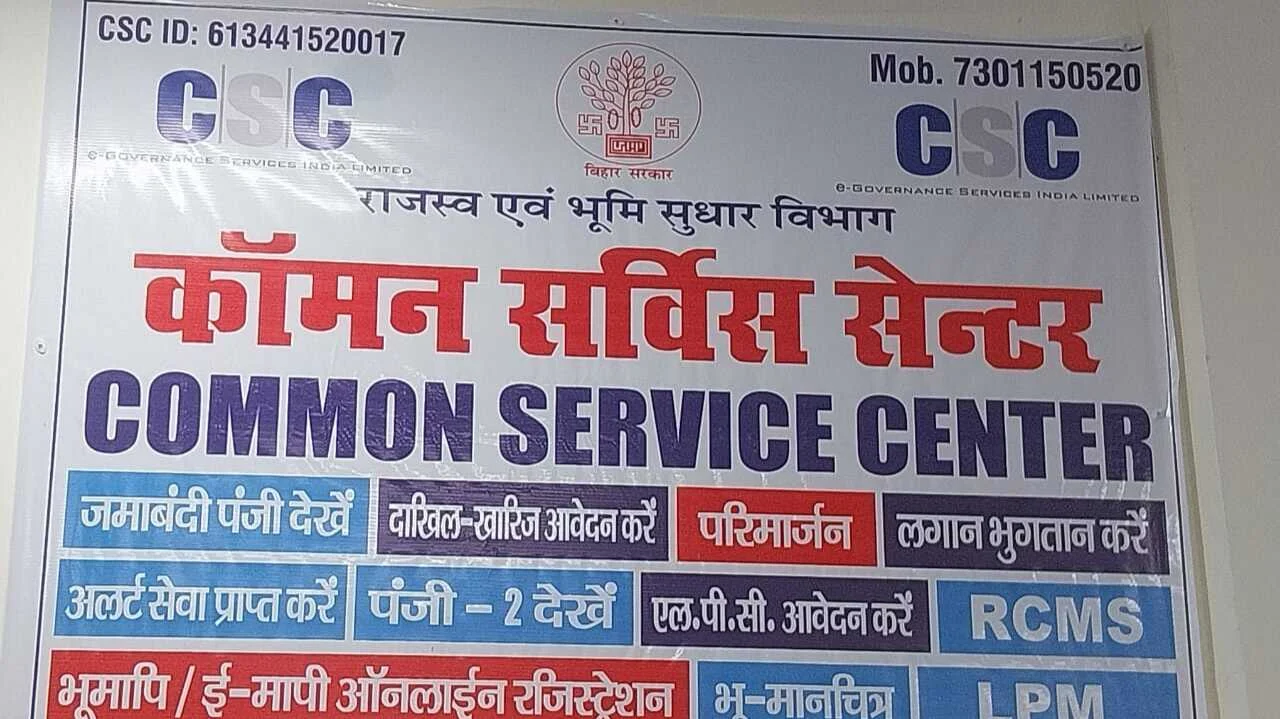 CSC ID: 613441520017
Mob. 7301150520
CSC
e-Governance Services India Limited
बिहार सरकार
CSC
e-Governance Services India Limited
राजस्व एवं भूमि सुधार विभाग
कॉमन सर्विस सेन्टर
COMMON SERVICE CENTER
जमाबंदी पंजी देखें
दाखिल-खारिज आवेदन करें
परिमार्जन
लगान भुगतान करें
अलर्ट सेवा प्राप्त करें
पंजी – 2 देखें
एल.पी.सी. आवेदन करें
RCMS
भूमापि / ई-मापी ऑनलाईन रजिस्ट्रेशन
भू-मानचित्र
LPM